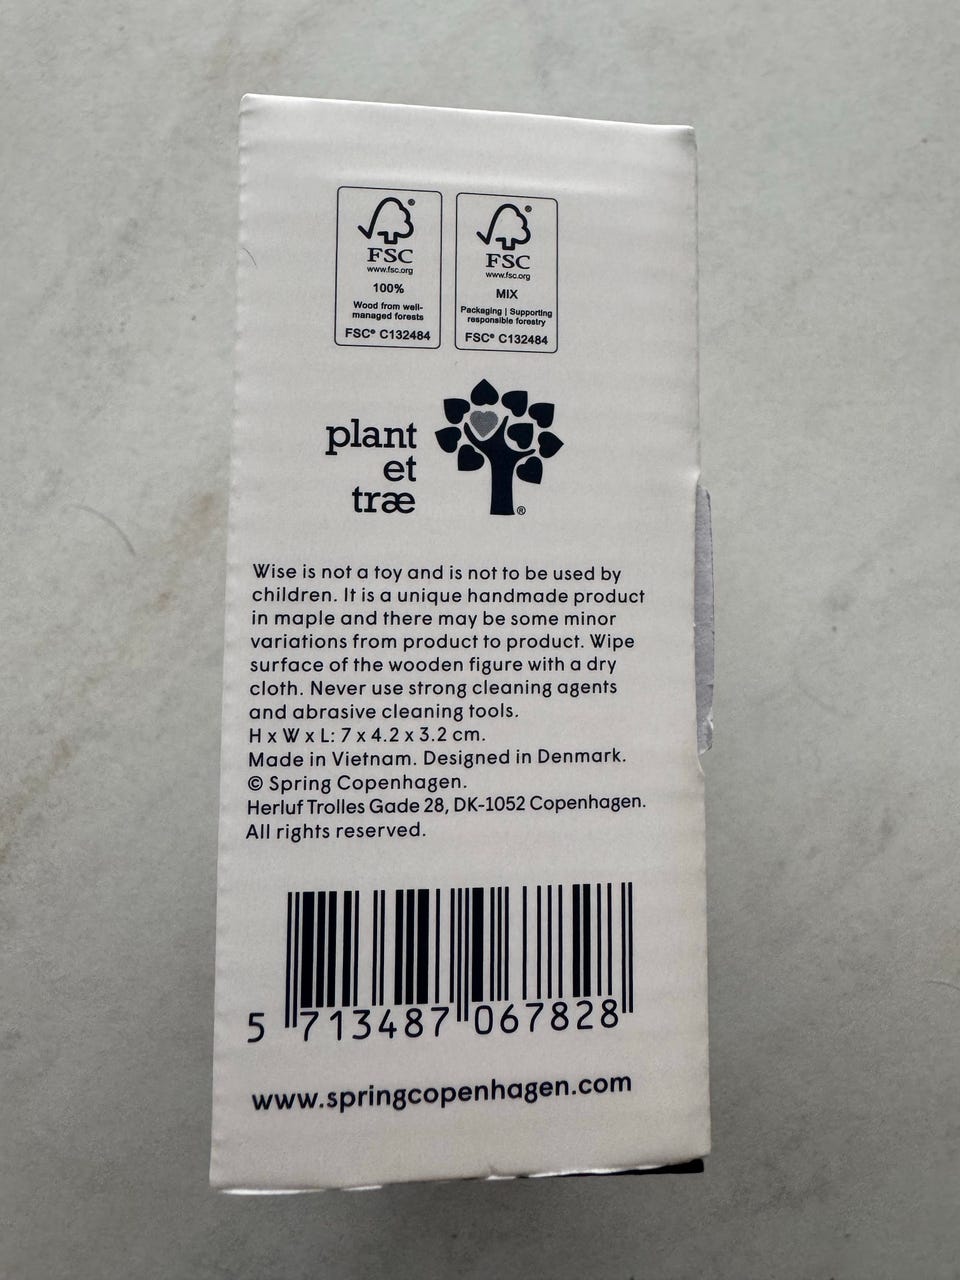 FSC®
www.fsc.org
100%
Wood from well-
managed forests
FSC® C132484
FSC®
www.fsc.org
MIX
Packaging | Supporting
responsible forestry
FSC® C132484
plant
et
træ
®
Wise is not a toy and is not to be used by
children. It is a unique handmade product
in maple and there may be some minor
variations from product to product. Wipe
surface of the wooden figure with a dry
cloth. Never use strong cleaning agents
and abrasive cleaning tools.
H x W x L: 7 x 4.2 x 3.2 cm.
Made in Vietnam. Designed in Denmark.
© Spring Copenhagen.
Herluf Trolles Gade 28, DK-1052 Copenhagen.
All rights reserved.
5 713487 067828
www.springcopenhagen.com